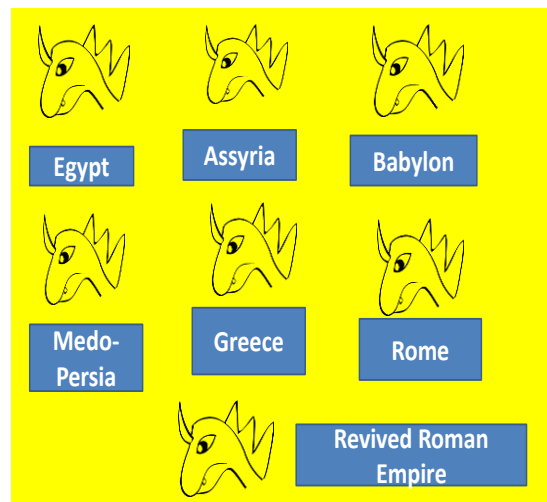 Egypt
Assyria
Babylon
Medo-
Persia
Greece
Rome
Revived Roman
Empire